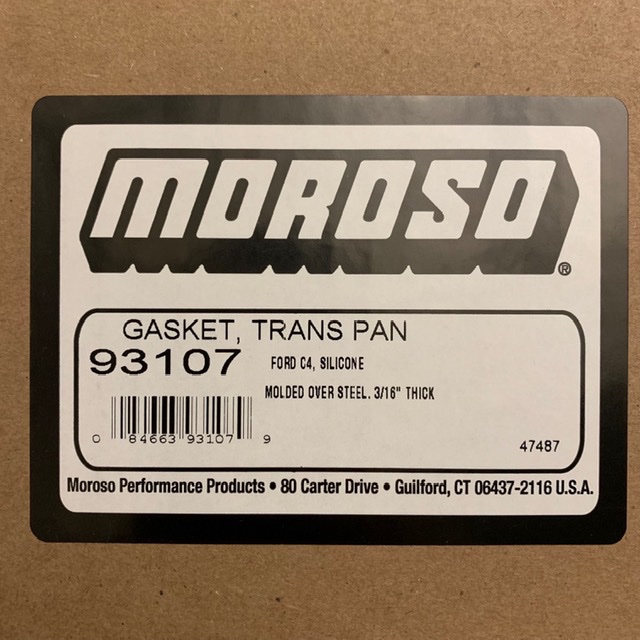 MOROSO®
GASKET, TRANS PAN
93107 FORD C4, SILICONE
MOLDED OVER STEEL. 3/16" THICK
0 84663 93107 9
47487
Moroso Performance Products • 80 Carter Drive • Guilford, CT 06437-2116 U.S.A.